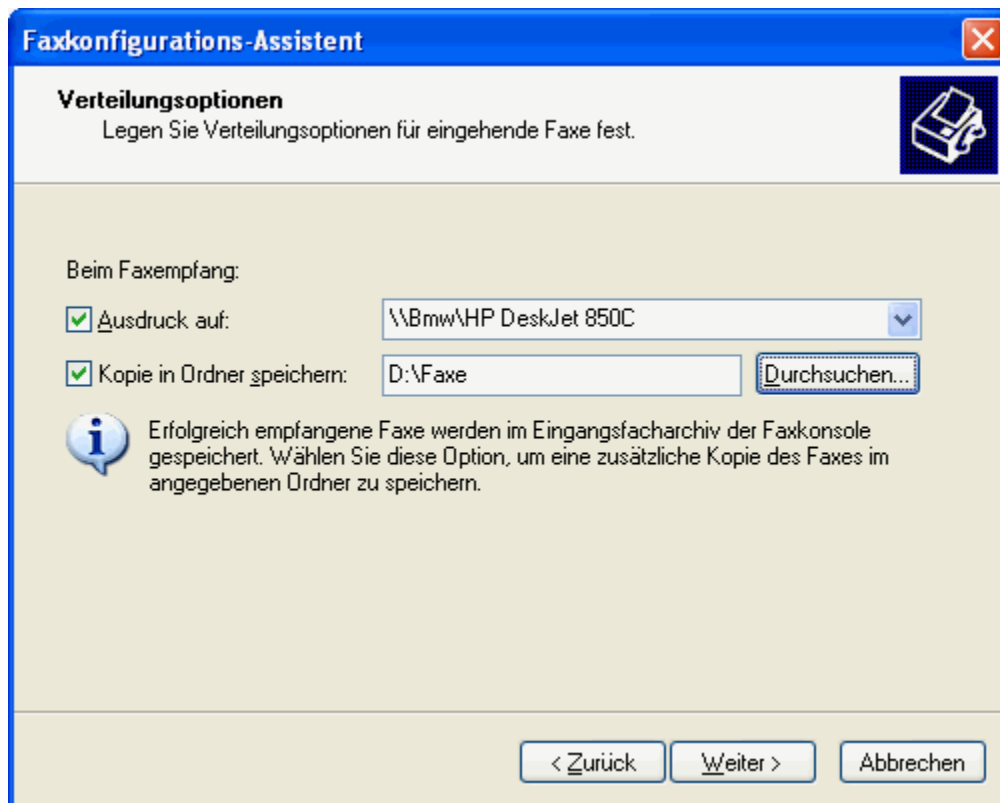 Faxkonfigurations-Assistent
Verteilungsoptionen
Legen Sie Verteilungsoptionen für eingehende Faxe fest.
Beim Faxempfang:
Ausdruck auf: \\Bmw\HP DeskJet 850C
Kopie in Ordner speichern: D:\Faxe Durchsuchen...
Erfolgreich empfangene Faxe werden im Eingangsfacharchiv der Faxkonsole
gespeichert. Wählen Sie diese Option, um eine zusätzliche Kopie des Faxes im
angegebenen Ordner zu speichern.
< Zurück Weiter > Abbrechen